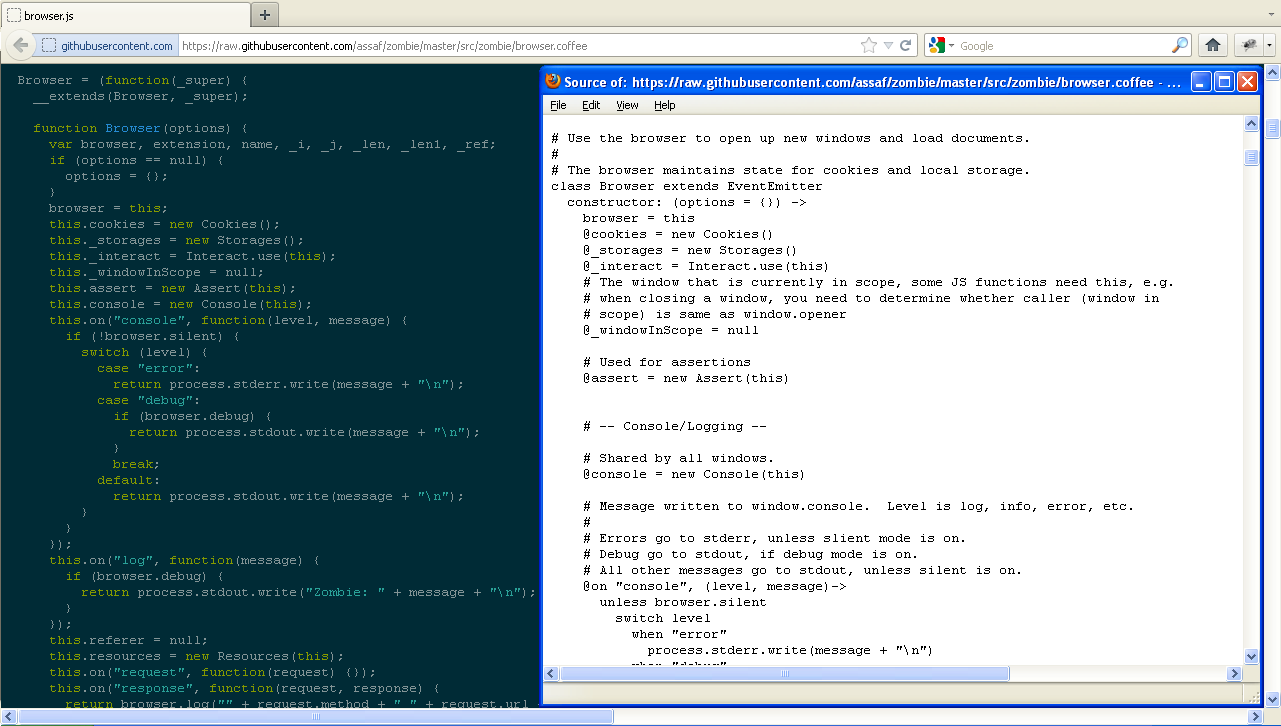 browser.js
githubusercontent.com
https://raw.githubusercontent.com/assaf/zombie/master/src/zombie/browser.coffee
Google
Browser = (function(_super) {
__extends(Browser, _super);
function Browser(options) {
var browser, extension, name, _i, _j, _len, _len1, _ref;
if (options == null) {
options = {};
}
browser = this;
this.cookies = new Cookies();
this._storages = new Storages();
this._interact = Interact.use(this);
this._windowInScope = null;
this.assert = new Assert(this);
this.console = new Console(this);
this.on("console", function(level, message) {
if (!browser.silent) {
switch (level) {
case "error":
return process.stderr.write(message + "\n");
case "debug":
if (browser.debug) {
return process.stdout.write(message + "\n");
}
break;
default:
return process.stdout.write(message + "\n");
}
}
});
this.on("log", function(message) {
if (browser.debug) {
return process.stdout.write("Zombie: " + message + "\n");
}
});
this.referer = null;
this.resources = new Resources(this);
this.on("request", function(request) {});
this.on("response", function(request, response) {
return browser.log("" + request.method + " " + request.url
Source of: https://raw.githubusercontent.com/assaf/zombie/master/src/zombie/browser.coffee - ...
File Edit View Help
# Use the browser to open new windows and load documents.
#
# The browser maintains state for cookies and local storage.
class Browser extends EventEmitter
constructor: (options = {}) ->
browser = this
@cookies = new Cookies()
@_storages = new Storages()
@_interact = Interact.use(this)
# The window that is currently in scope, some JS functions need this, e.g.
# when closing a window, you need to determine whether caller (window in
# scope) is same as window.opener
@_windowInScope = null
# Used for assertions
@assert = new Assert(this)
# -- Console/Logging --
# Shared by all windows.
@console = new Console(this)
# Message written to window.console.  Level is log, info, error, etc.
#
# Errors go to stderr, unless slient mode is on.
# Debug go to stdout, if debug mode is on.
# All other messages go to stdout, unless silent is on.
@on "console", (level, message)->
unless browser.silent
switch level
when "error"
process.stderr.write(message + "\n")
when "debug"